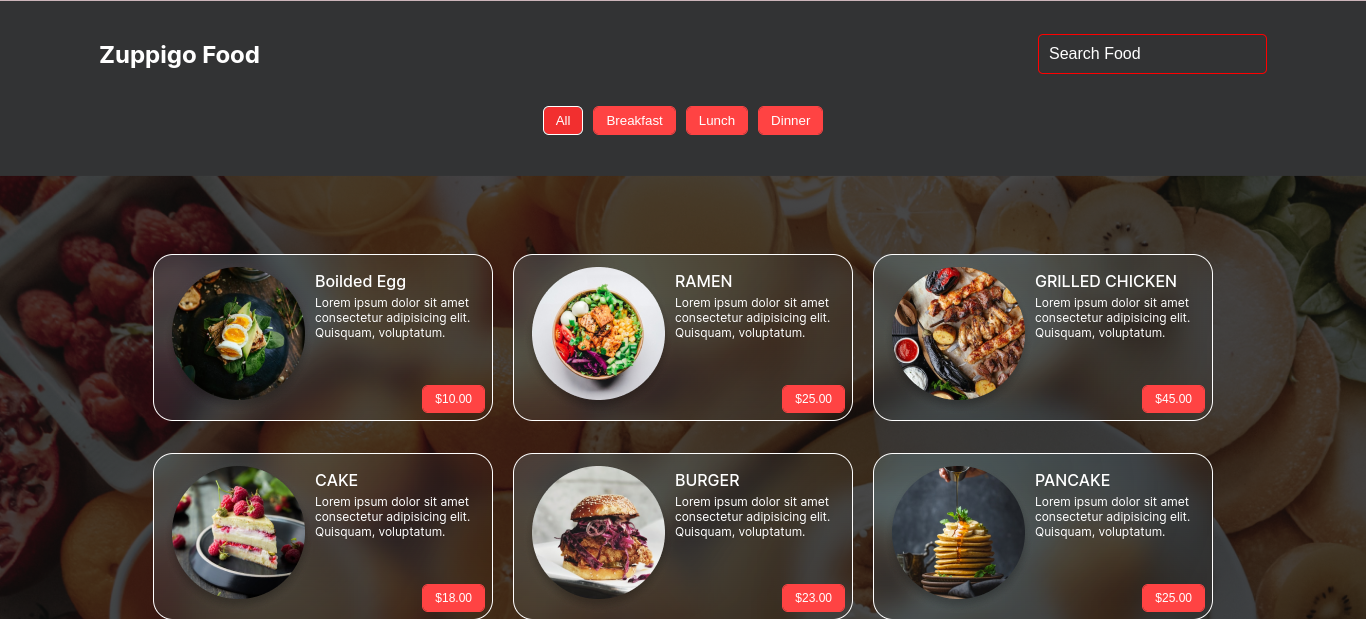 Zuppigo Food
Search Food
All
Breakfast
Lunch
Dinner
Boilded Egg
Lorem ipsum dolor sit amet
consectetur adipisicing elit.
Quisquam, voluptatum.
$10.00
RAMEN
Lorem ipsum dolor sit amet
consectetur adipisicing elit.
Quisquam, voluptatum.
$25.00
GRILLED CHICKEN
Lorem ipsum dolor sit amet
consectetur adipisicing elit.
Quisquam, voluptatum.
$45.00
CAKE
Lorem ipsum dolor sit amet
consectetur adipisicing elit.
Quisquam, voluptatum.
$18.00
BURGER
Lorem ipsum dolor sit amet
consectetur adipisicing elit.
Quisquam, voluptatum.
$23.00
PANCAKE
Lorem ipsum dolor sit amet
consectetur adipisicing elit.
Quisquam, voluptatum.
$25.00